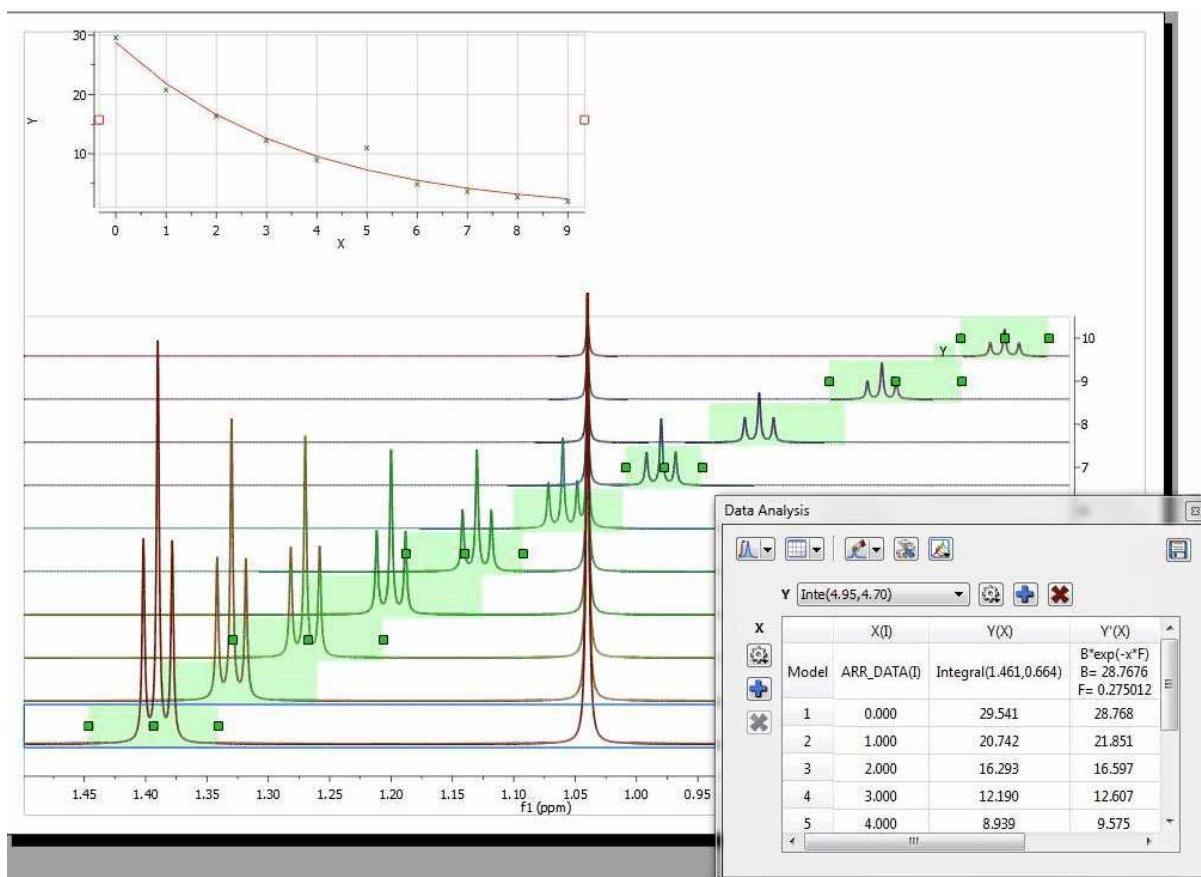 30
20
10
Y
0 1 2 3 4 5 6 7 8 9
X
10
Y
9
8
7
1.45 1.40 1.35 1.30 1.25 1.20 1.15 1.10 1.05 1.00 0.95
f1 (ppm)
Data Analysis
Y Inte(4.95,4.70)
X
X(I) Y(X) Y'(X)
Model ARR_DATA(I) Integral(1.461,0.664) B*exp(-x*F)
B= 28.7676
F= 0.275012
1 0.000 29.541 28.768
2 1.000 20.742 21.851
3 2.000 16.293 16.597
4 3.000 12.190 12.607
5 4.000 8.939 9.575